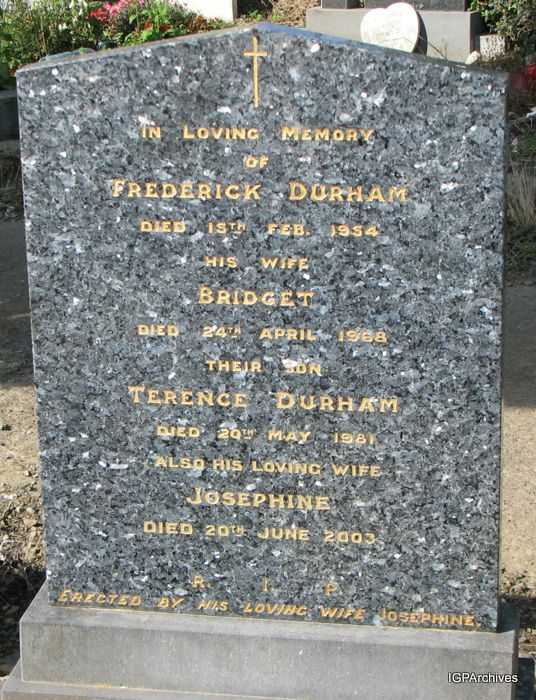 In Loving Memory
of
Frederick Durham
died 15th Feb. 1954
his wife
Bridget
died 24th April 1968
their son
Terence Durham
died 20th May 1981
also his loving wife
Josephine
died 20th June 2003
R. I. P.
Erected by his loving wife Josephine.
IGPArchives